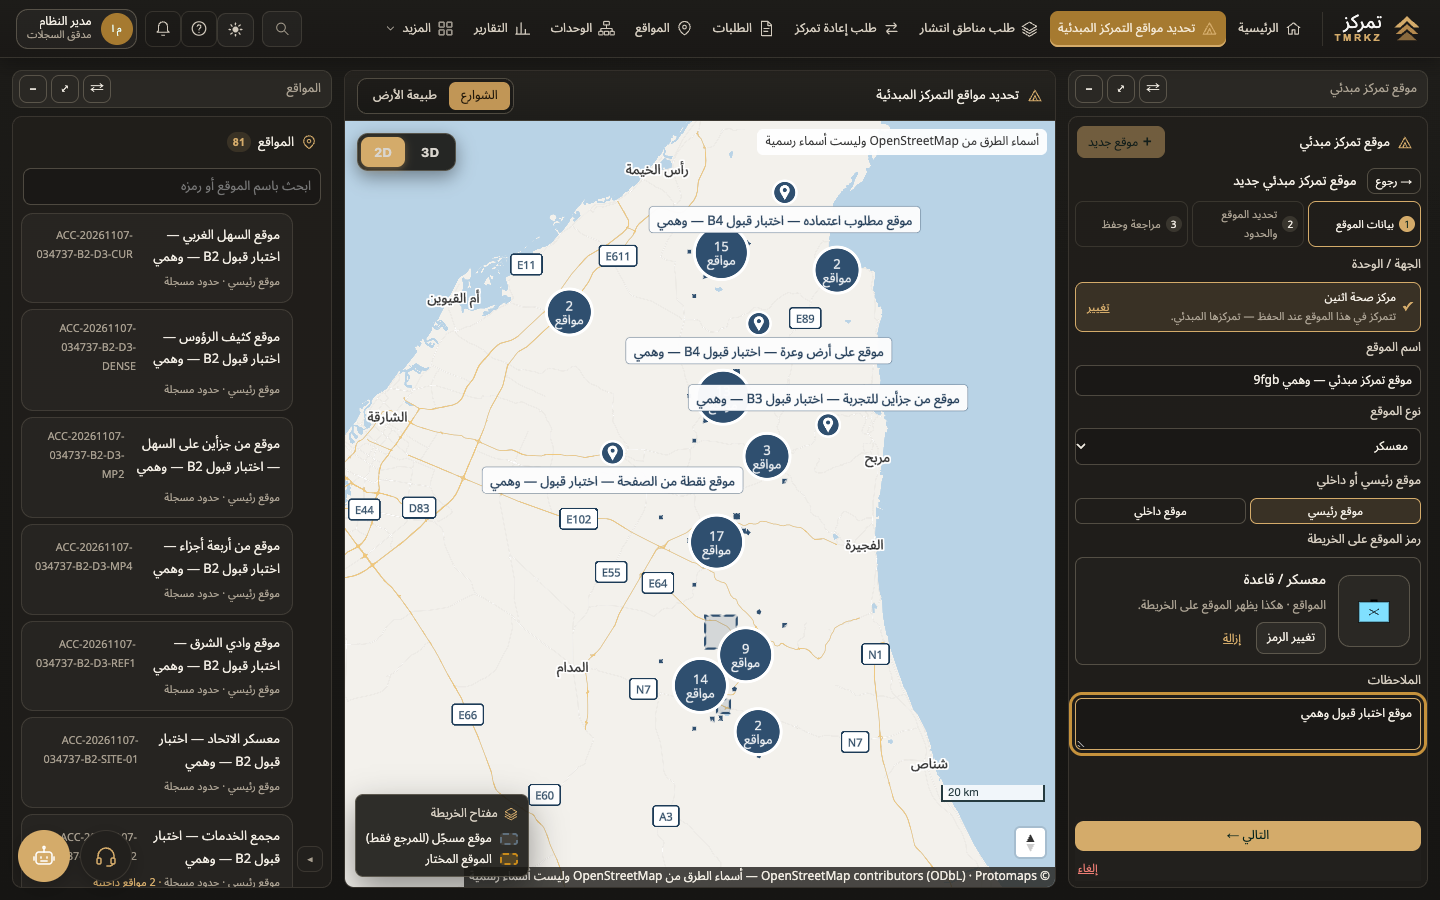 تمركز
TMRKZ
الرئيسية
تحديد مواقع التمركز المبدئية
طلب مناطق انتشار
طلب إعادة تمركز
الطلبات
المواقع
الوحدات
التقارير
المزيد
مدير النظام
مدقق السجلات
م ا
موقع تمركز مبدئي
موقع تمركز مبدئي
+ موقع جديد
رجوع
موقع تمركز مبدئي جديد
1 بيانات الموقع
2 تحديد الموقع والحدود
3 مراجعة وحفظ
الجهة / الوحدة
مركز صحة اثنين
تتمركز في هذا الموقع عند الحفظ — تمركزها المبدئي.
تغيير
اسم الموقع
موقع تمركز مبدئي — وهمي 9fgb
نوع الموقع
معسكر
موقع رئيسي أو داخلي
موقع رئيسي
موقع داخلي
رمز الموقع على الخريطة
معسكر / قاعدة
المواقع · هكذا يظهر الموقع على الخريطة.
تغيير الرمز
إزالة
الملاحظات
موقع اختبار قبول وهمي
التالي ←
إلغاء
تحديد مواقع التمركز المبدئية
الشوارع
طبيعة الأرض
2D
3D
أسماء الطرق من OpenStreetMap وليست أسماء رسمية
رأس الخيمة
موقع مطلوب اعتماده — اختبار قبول B4 — وهمي
15 مواقع
2 مواقع
E611
E11
أم القيوين
2 مواقع
E89
موقع على أرض وعرة — اختبار قبول B4 — وهمي
موقع من جزأين للتجربة — اختبار قبول B3 — وهمي
الشارقة
3 مواقع
مربح
موقع نقطة من الصفحة — اختبار قبول — وهمي
E44
D83
E102
17 مواقع
الفجيرة
E55
E64
9 مواقع
N1
المدام
14 مواقع
N7
E66
2 مواقع
N7
شناص
E60
A3
20 km
مفتاح الخريطة
موقع مسجّل (للمرجع فقط)
الموقع المختار
© OpenStreetMap contributors (ODbL) · Protomaps — أسماء الطرق من OpenStreetMap وليست أسماء رسمية
المواقع
المواقع 81
ابحث باسم الموقع أو رمزه
موقع السهل الغربي —
اختبار قبول B2 — وهمي
ACC-20261107-
034737-B2-D3-CUR
موقع رئيسي · حدود مسجلة
موقع كثيف الرؤوس —
اختبار قبول B2 — وهمي
ACC-20261107-
034737-B2-D3-
DENSE
موقع رئيسي · حدود مسجلة
موقع من جزأين على السهل
— اختبار قبول B2 — وهمي
ACC-20261107-
034737-B2-D3-
MP2
موقع رئيسي · حدود مسجلة
موقع من أربعة أجزاء —
اختبار قبول B2 — وهمي
ACC-20261107-
034737-B2-D3-MP4
موقع رئيسي · حدود مسجلة
موقع وادي الشرق —
اختبار قبول B2 — وهمي
ACC-20261107-
034737-B2-D3-REF1
موقع رئيسي · حدود مسجلة
معسكر الاتحاد — اختبار
قبول B2 — وهمي
ACC-20261107-
034737-B2-SITE-01
موقع رئيسي · حدود مسجلة
مجمع الخدمات — اختبار
قبول B2 — وهمي
موقع رئيسي · حدود مسجلة · 2 مواقع داخلية